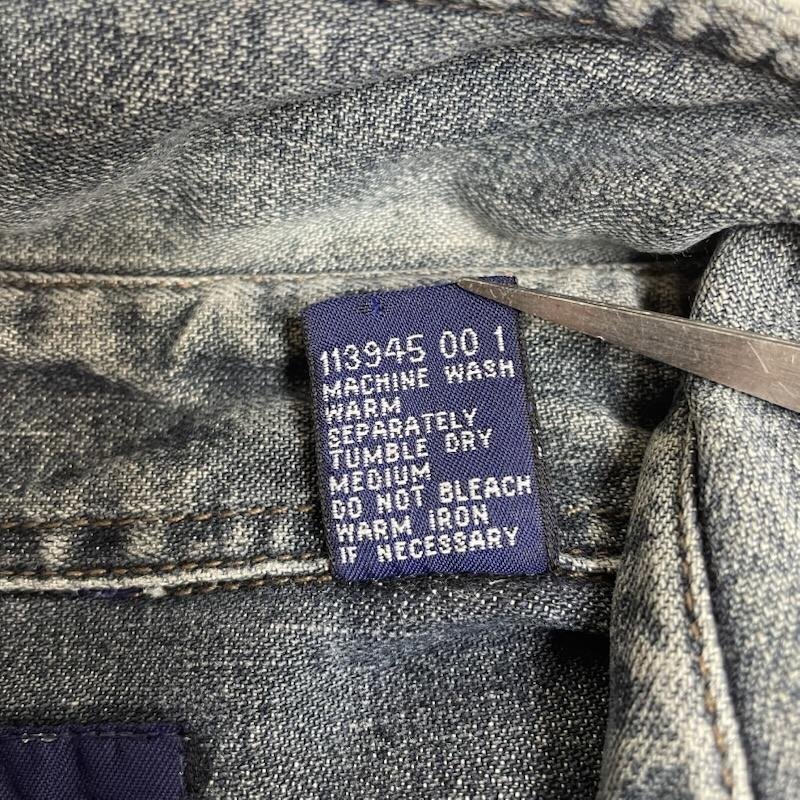 113945 00 1
MACHINE WASH
WARM
SEPARATELY
TUMBLE DRY
MEDIUM
DO NOT BLEACH
WARM IRON
IF NECESSARY